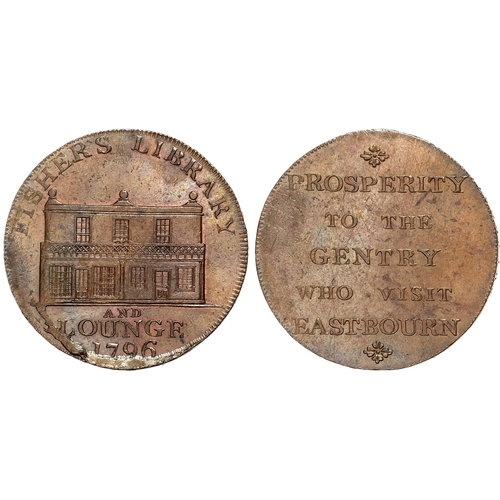 FISHERS LIBRARY
AND
LOUNGE
1796
PROSPERITY
TO THE
GENTRY
WHO VISIT
EAST-BOURN